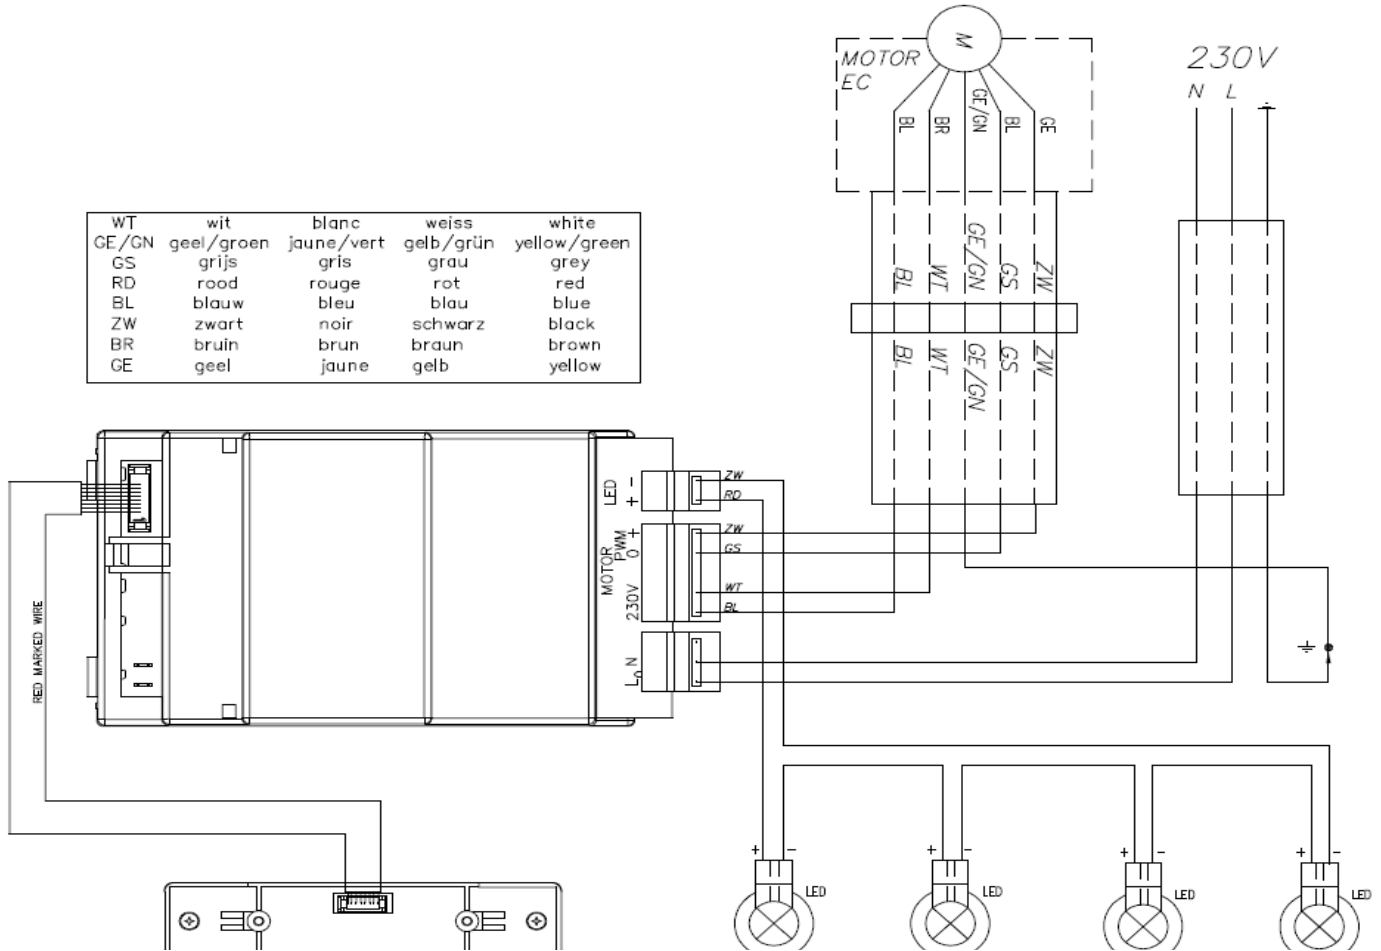 M
MOTOR
EC
230V
N L
BL BR GE/GN BL GE
WT wit blanc weiss white
GE/GN geel/groen jaune/vert gelb/grün yellow/green
GS grijs gris grau grey
RD rood rouge rot red
BL blauw bleu blau blue
ZW zwart noir schwarz black
BR bruin brun braun brown
GE geel jaune gelb yellow
BL WT GE/GN GS ZW
BL WT GE/GN GS ZW
LED
+ -
ZW
RD
MOTOR
PWM
0 +
230V
ZW
GS
WT
BL
L N
RED MARKED WIRE
+ - LED
+ - LED
+ - LED
+ - LED